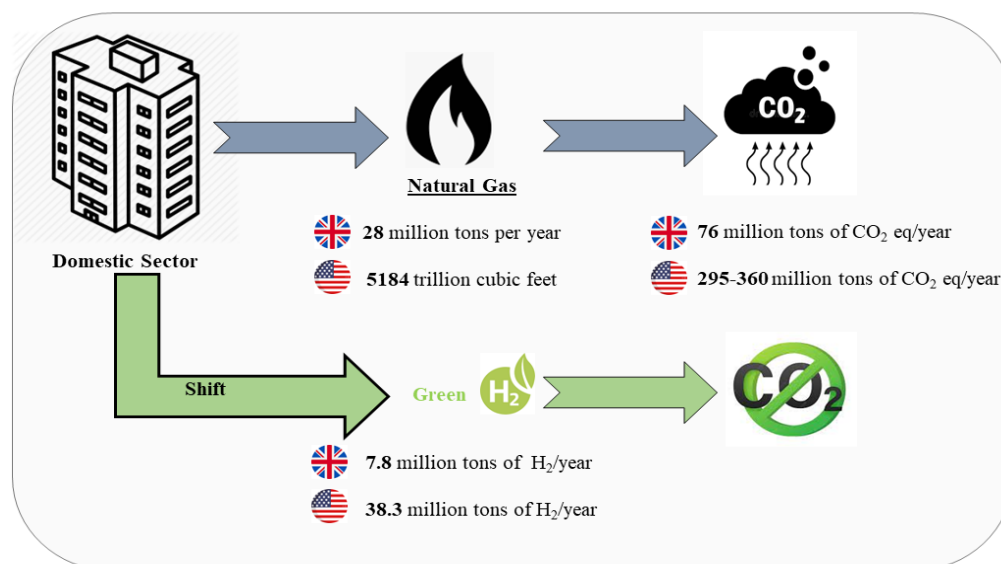 CO₂
Natural Gas
28 million tons per year
76 million tons of CO₂ eq/year
Domestic Sector
5184 trillion cubic feet
295-360 million tons of CO₂ eq/year
Shift
Green
H₂
CO₂
7.8 million tons of H₂/year
38.3 million tons of H₂/year